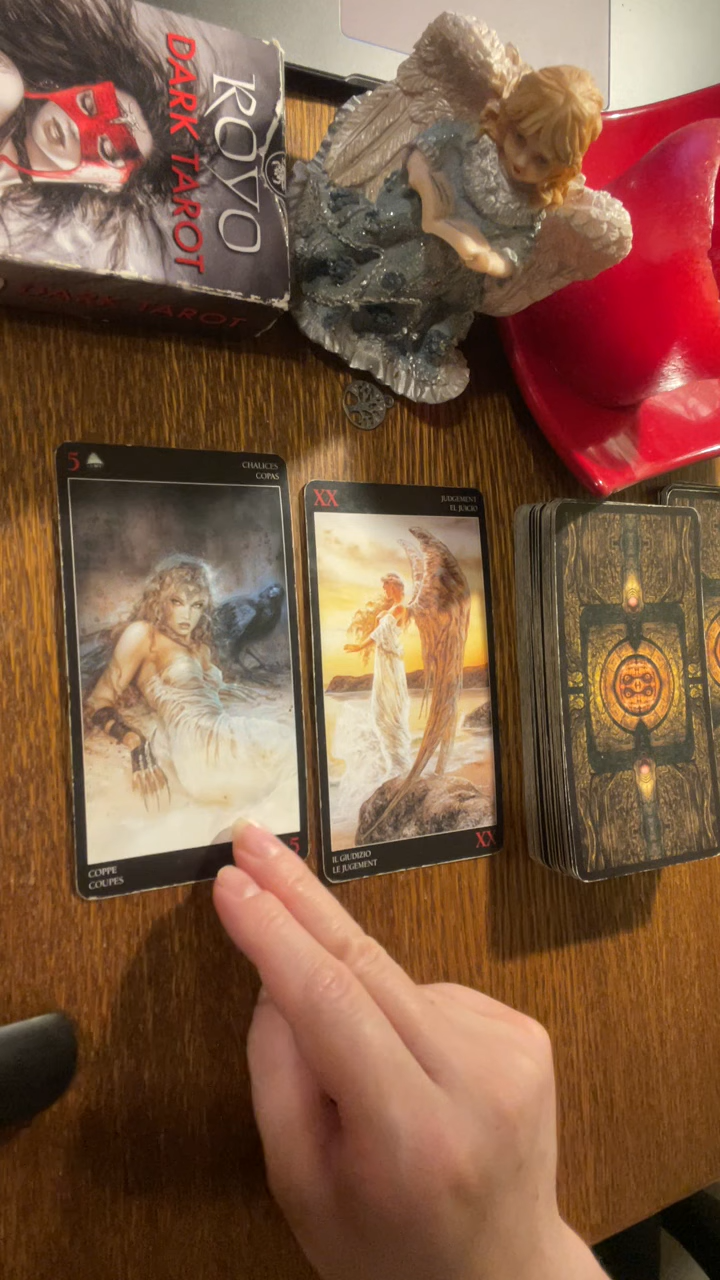 ROYO
DARK TAROT
DARK TAROT
5
CHALICES
COPAS
COPPE
COUPES
5
XX
JUDGEMENT
EL JUICIO
IL GIUDIZIO
LE JUGEMENT
XX